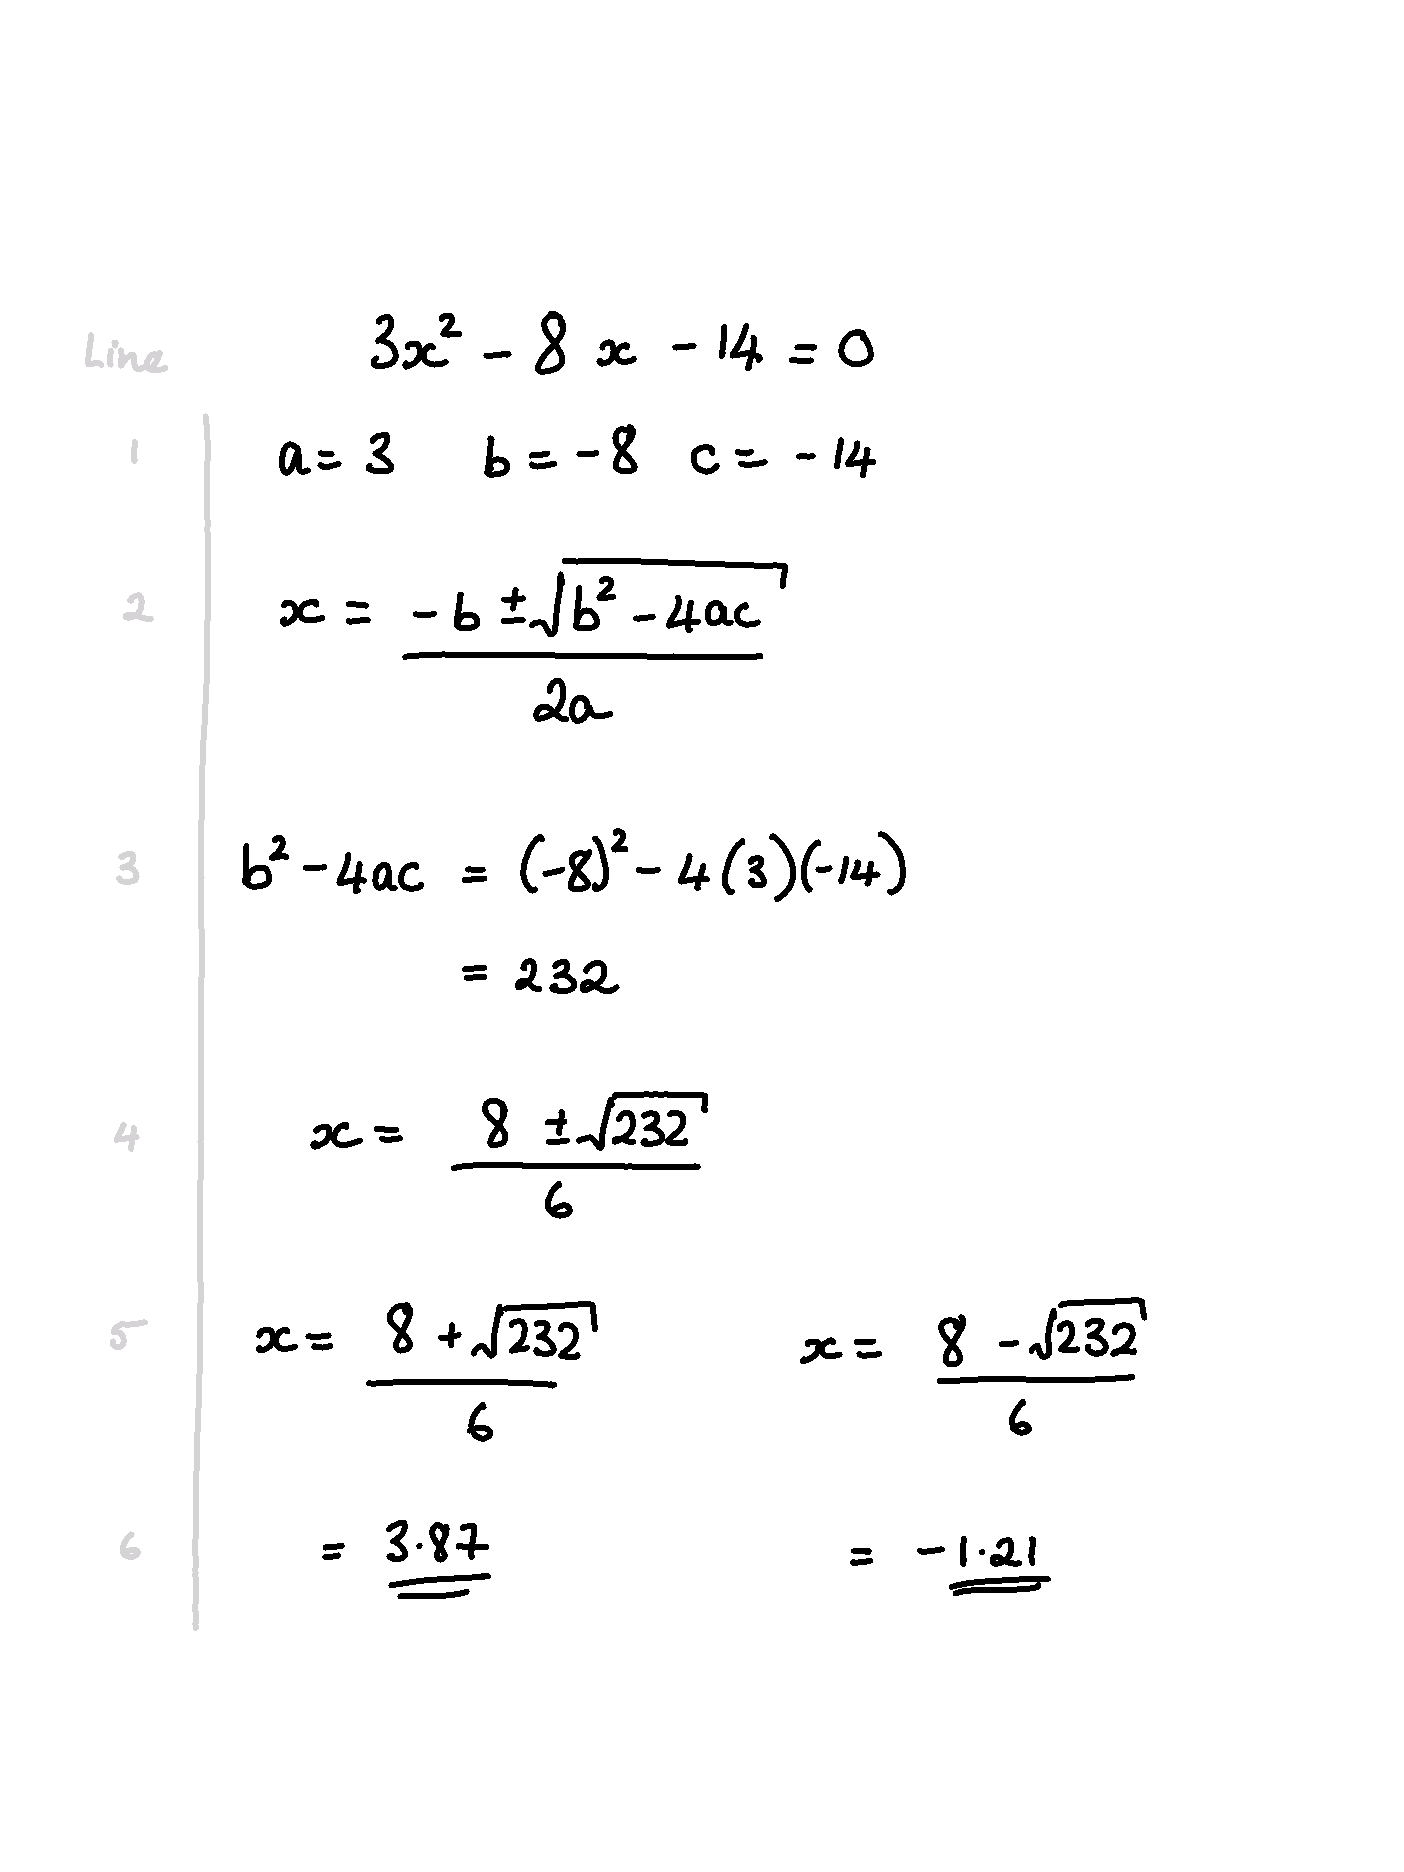 Line 3x² - 8x - 14 = 0
1 a = 3 b = -8 c = -14
2 x = (-b ± √(b² - 4ac)) / 2a
3 b² - 4ac = (-8)² - 4(3)(-14)
= 232
4 x = (8 ± √232) / 6
5 x = (8 + √232) / 6 x = (8 - √232) / 6
6 = 3·87 = -1·21